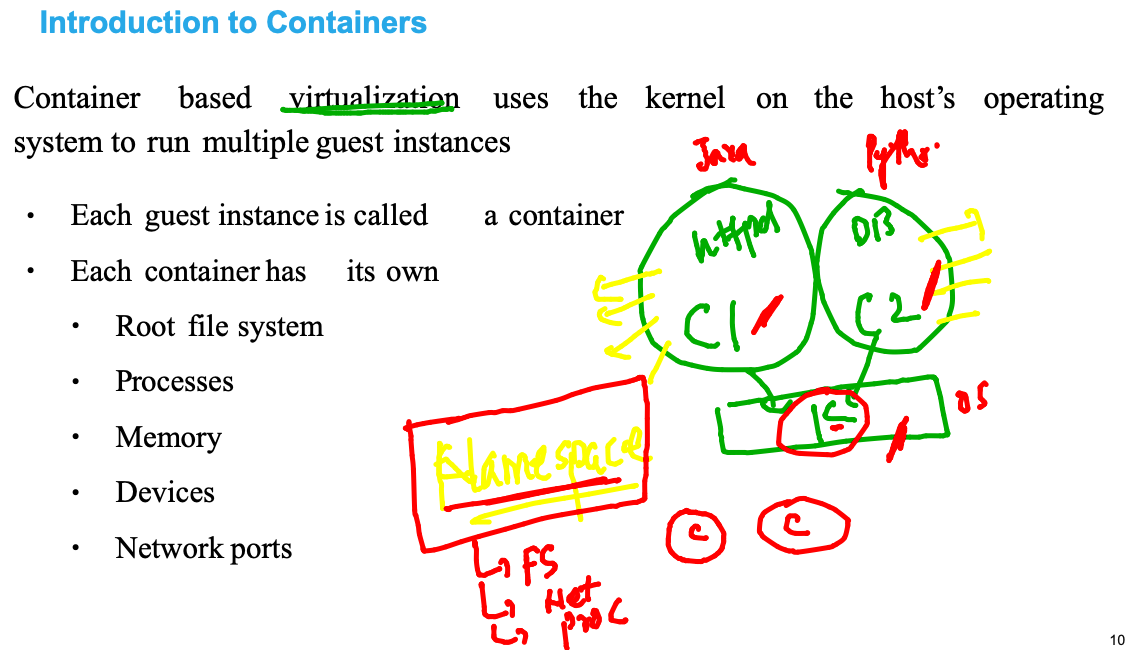 Introduction to Containers
Container based virtualization uses the kernel on the host’s operating
system to run multiple guest instances
• Each guest instance is called a container
• Each container has its own
• Root file system
• Processes
• Memory
• Devices
• Network ports
Java
httpd
C1
DB
C2
K
OS
Namespace
C
C
FS
Net
proc
10